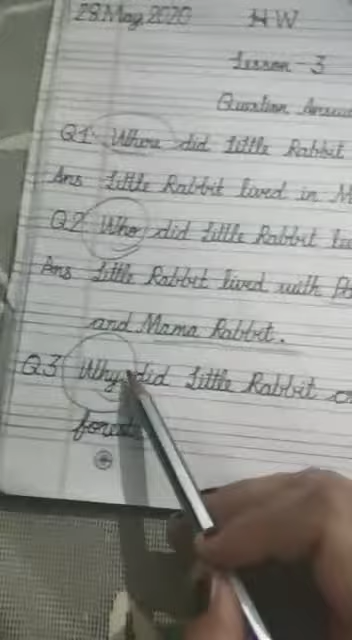 28 May 2020 HW
Lesson-3
Question
Q1. Where did Little Rabbit
Ans Little Rabbit lived in
Q2 Who did Little Rabbit
Ans Little Rabbit lived with
and Mama Rabbit.
Q3 Why did Little Rabbit
forest